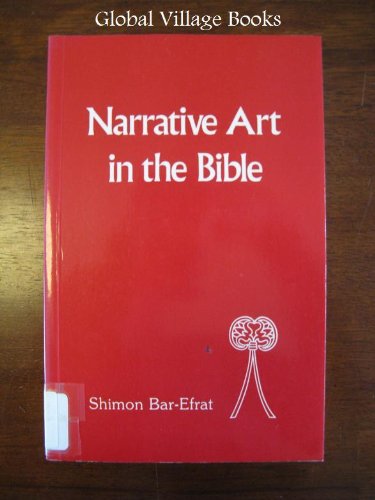 Global Village Books
Narrative Art
in the Bible
Shimon Bar-Efrat